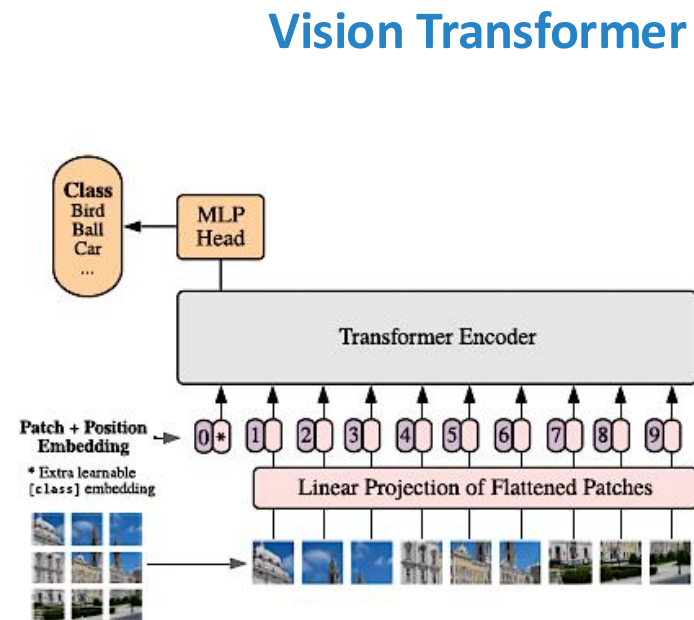 Vision Transformer
Class
Bird
Ball
Car
...
MLP
Head
Transformer Encoder
Patch + Position
Embedding
0 * 1 2 3 4 5 6 7 8 9
* Extra learnable
[class] embedding
Linear Projection of Flattened Patches